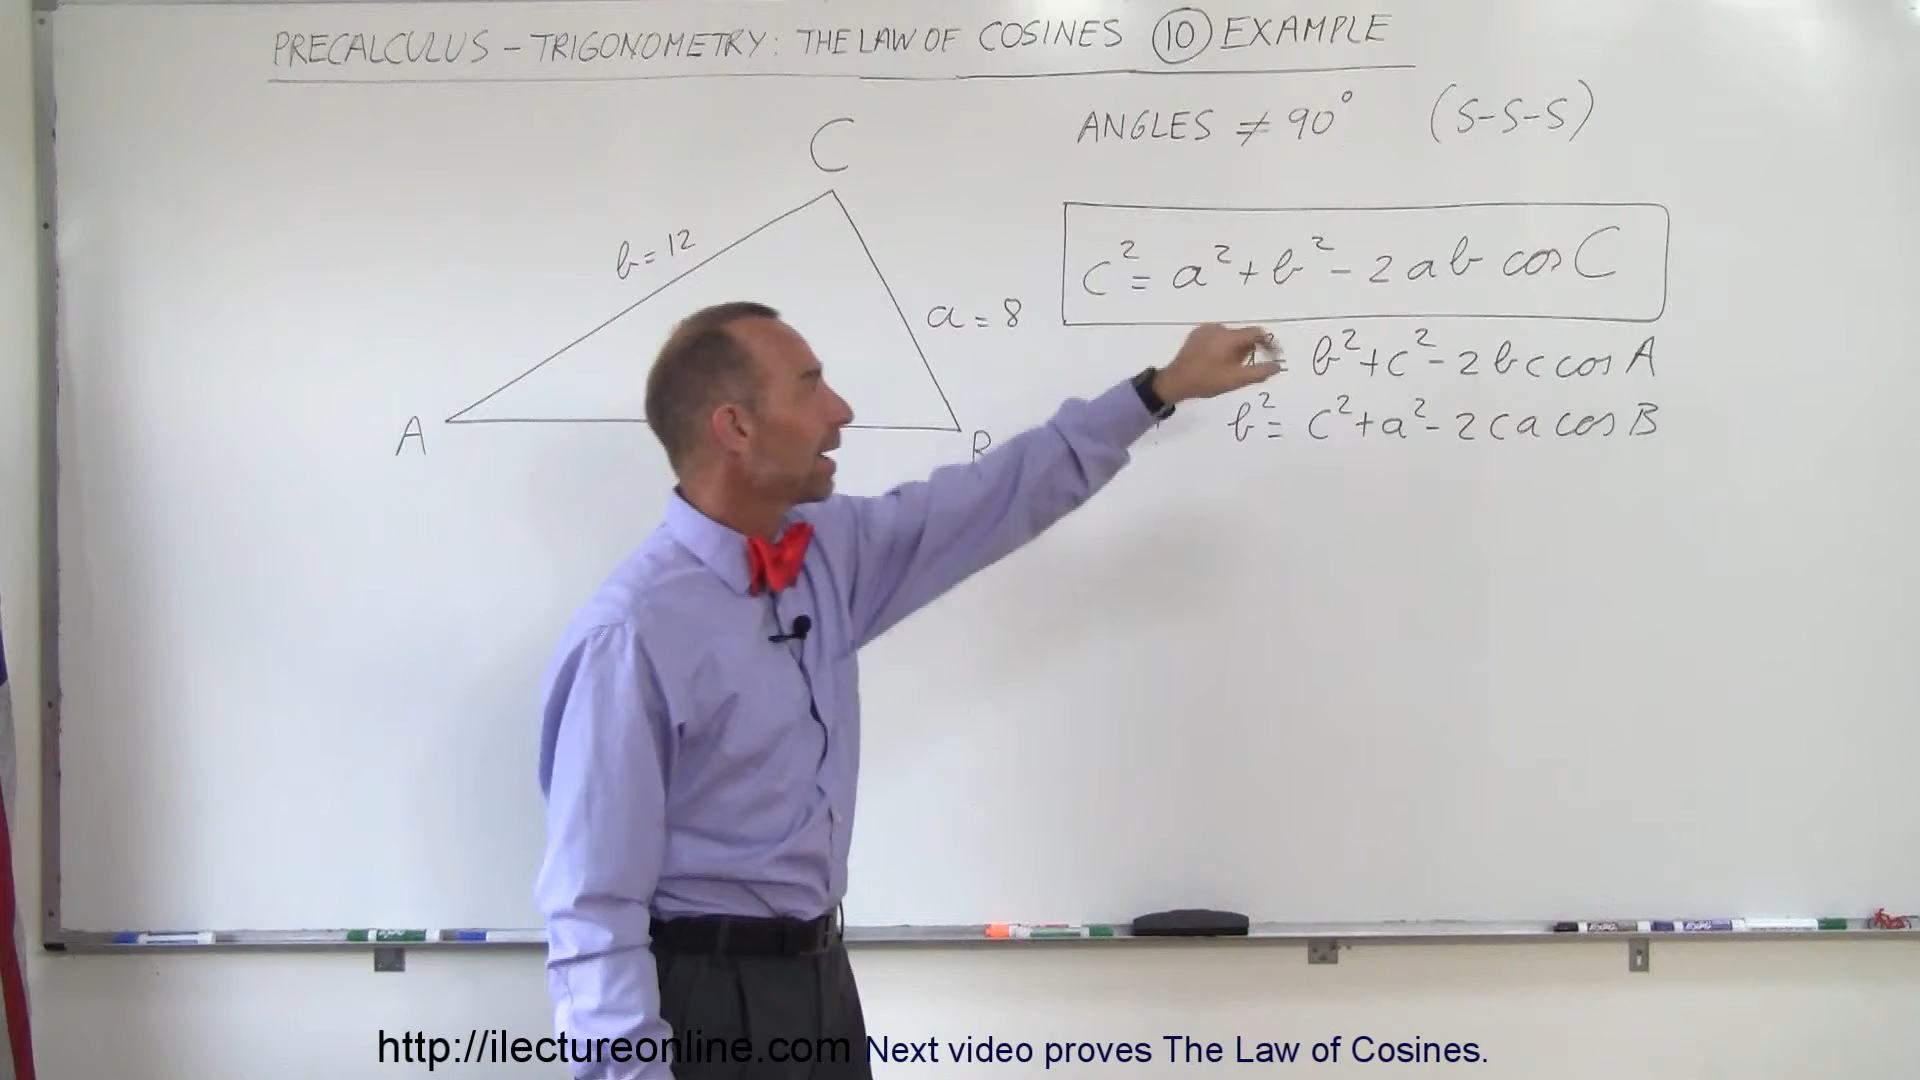 PRECALCULUS - TRIGONOMETRY: THE LAW OF COSINES 10 EXAMPLE
ANGLES ≠ 90° (S-S-S)
C
b = 12
a = 8
A
c² = a² + b² - 2ab cos C
= b² + c² - 2bc cos A
b² = c² + a² - 2ca cos B
http://ilectureonline.com Next video proves The Law of Cosines.